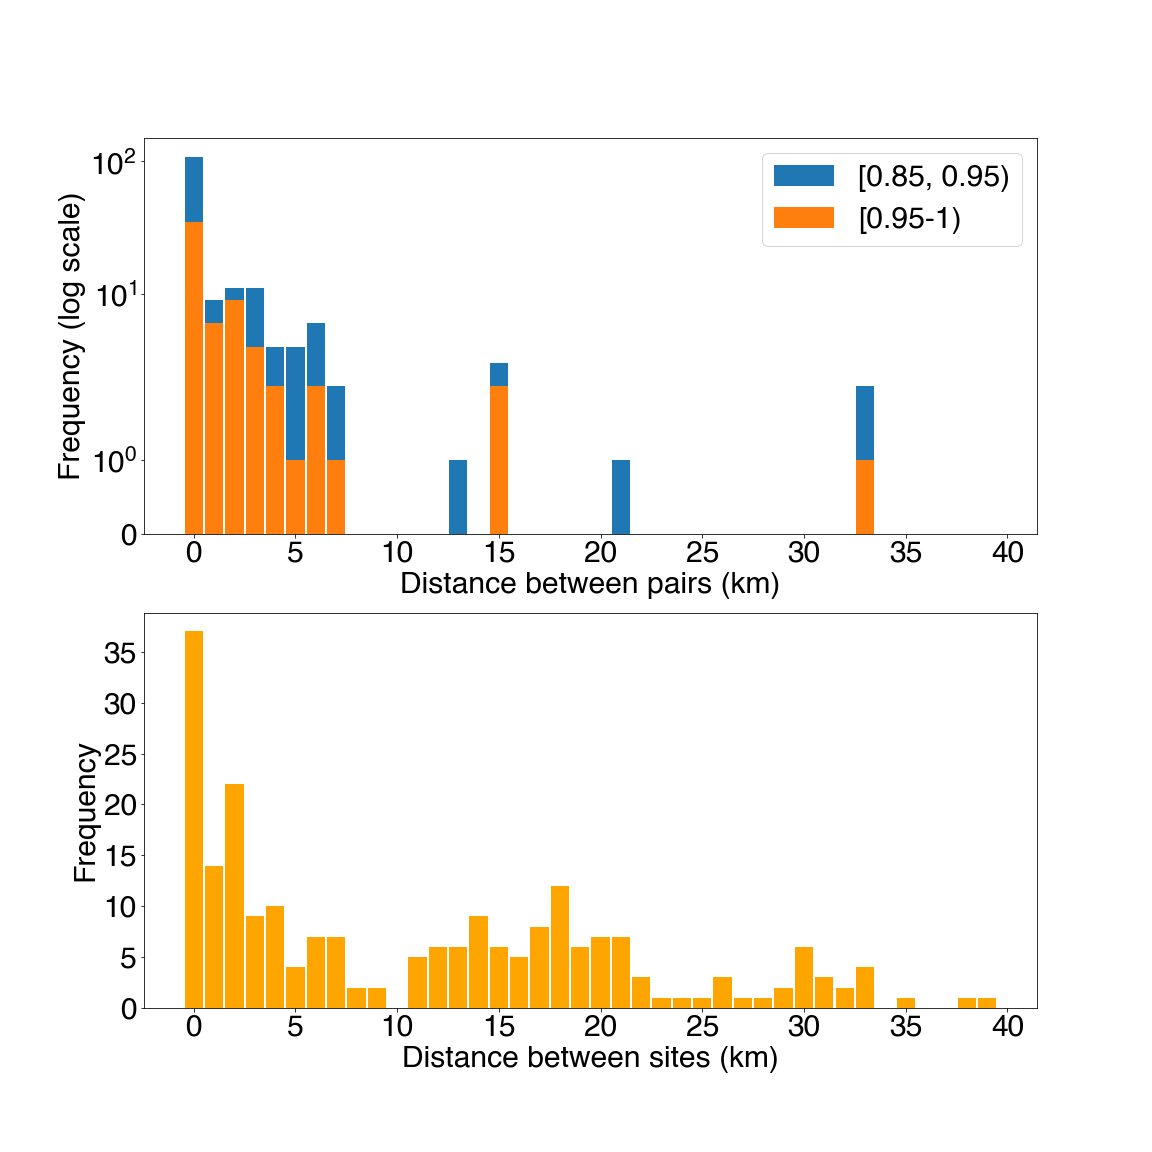 10²
10¹
10⁰
0
Frequency (log scale)
[0.85, 0.95)
[0.95-1)
0 5 10 15 20 25 30 35 40
Distance between pairs (km)
35
30
25
20
15
10
5
0
Frequency
0 5 10 15 20 25 30 35 40
Distance between sites (km)